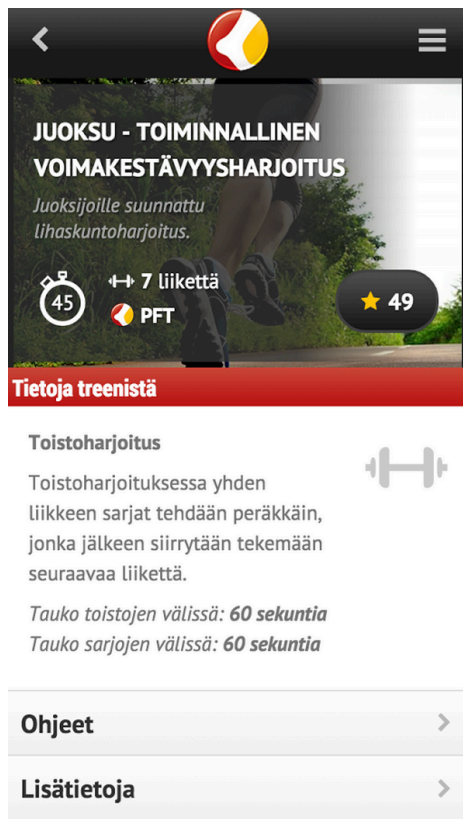 JUOKSU - TOIMINNALLINEN
VOIMAKESTÄVYYSHARJOITUS
Juoksijoille suunnattu
lihaskuntoharjoitus.
45
7 liikettä
PFT
49
Tietoja treenistä
Toistoharjoitus
Toistoharjoituksessa yhden
liikkeen sarjat tehdään peräkkäin,
jonka jälkeen siirrytään tekemään
seuraavaa liikettä.
Tauko toistojen välissä: 60 sekuntia
Tauko sarjojen välissä: 60 sekuntia
Ohjeet
Lisätietoja